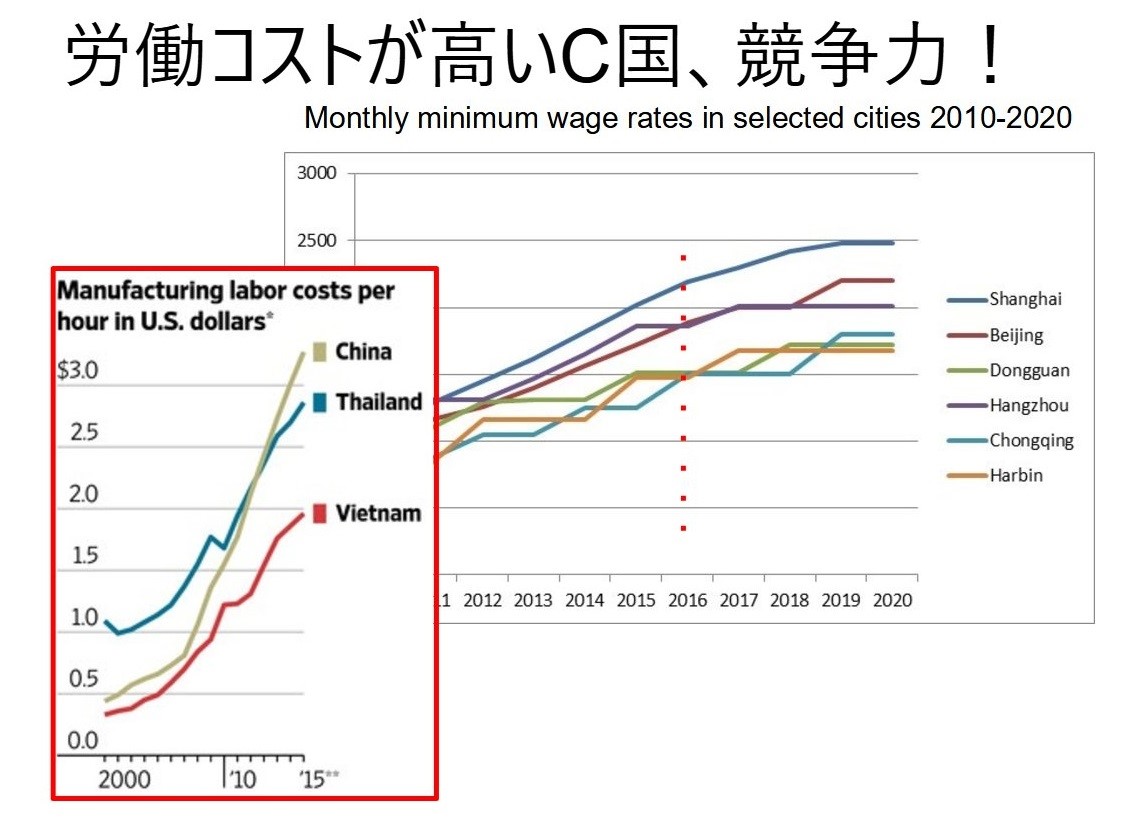 労働コストが高いC国、競争力！
Monthly minimum wage rates in selected cities 2010-2020
3000
2500
Manufacturing labor costs per
hour in U.S. dollars*
China
$3.0
Thailand
2.5
2.0
Vietnam
1.5
1.0
0.5
0.0
2000 '10 '15**
Shanghai
Beijing
Dongguan
Hangzhou
Chongqing
Harbin
11 2012 2013 2014 2015 2016 2017 2018 2019 2020